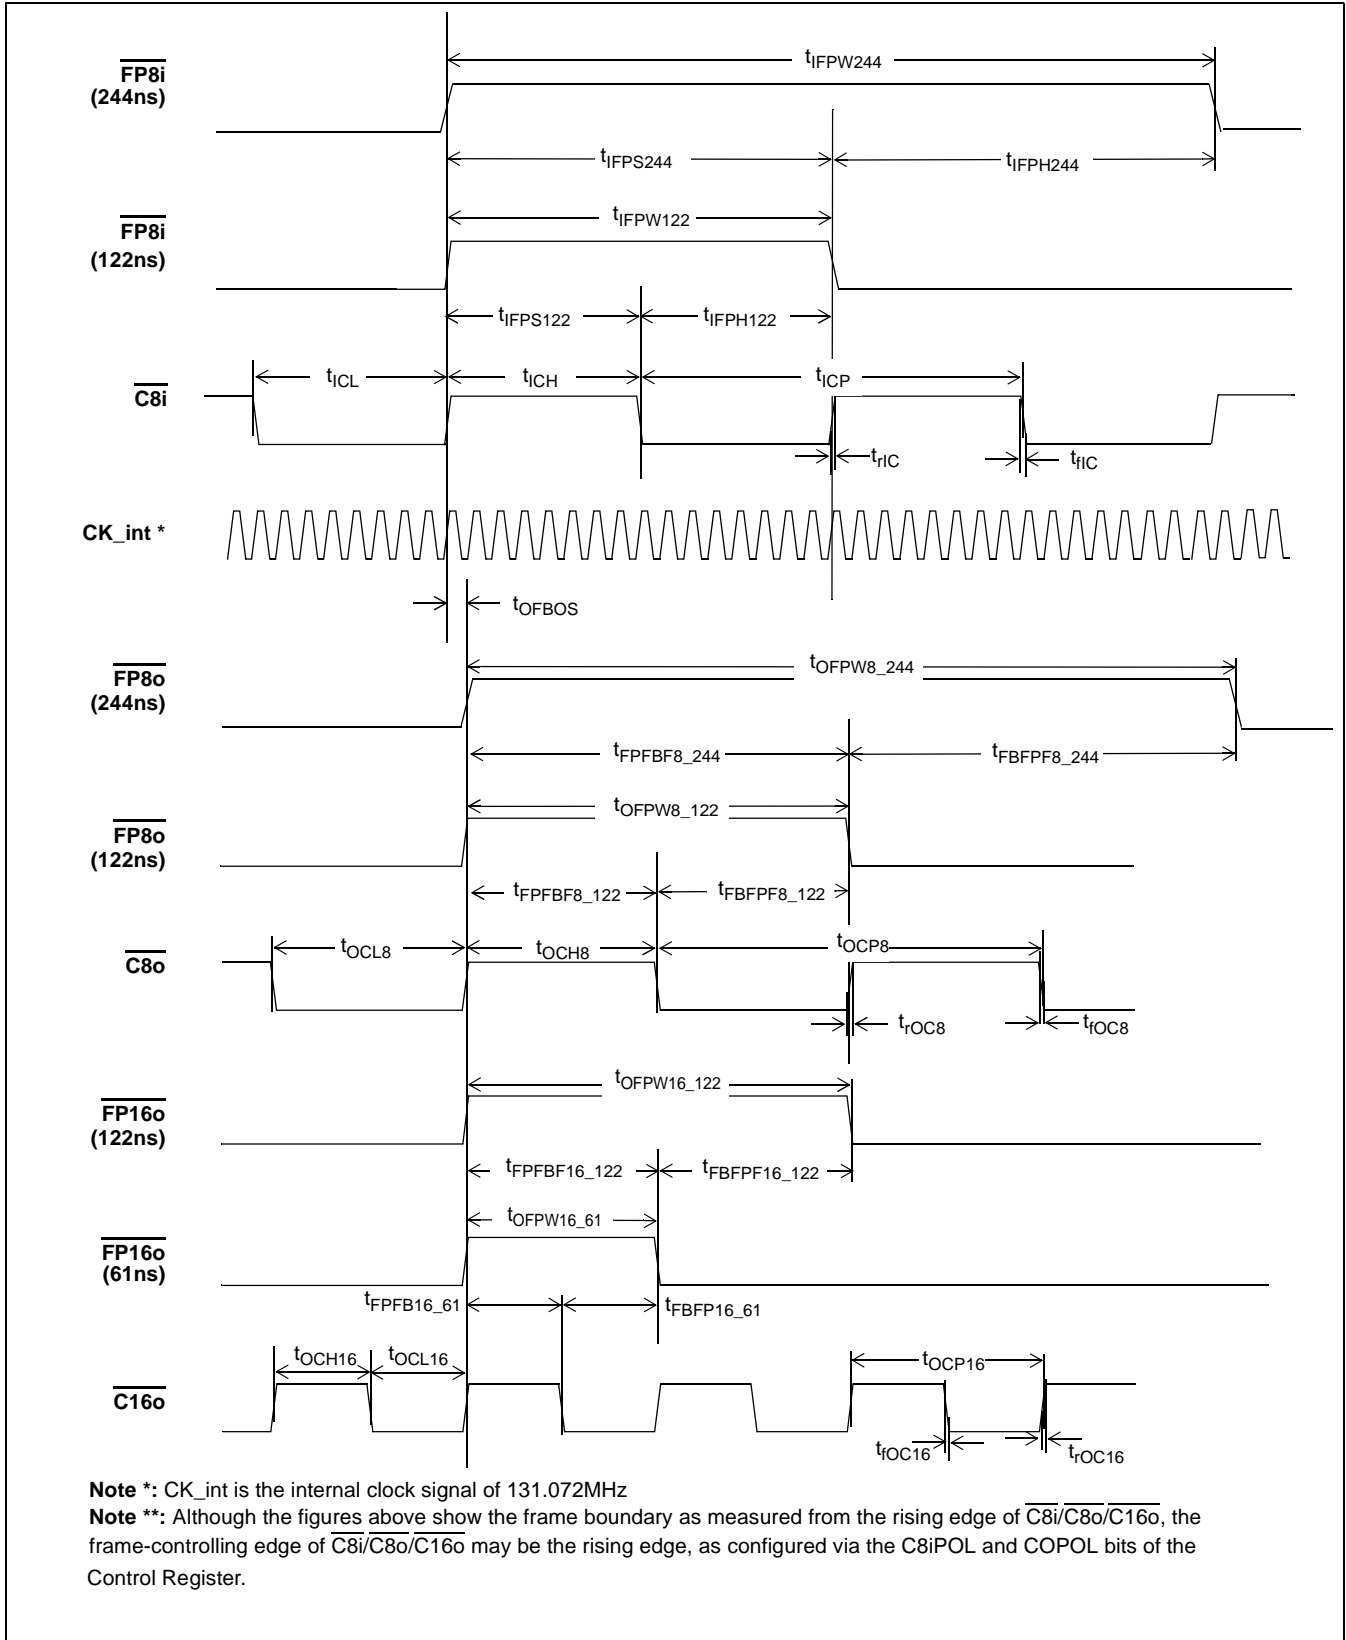 tIFPW244
FP8i
(244ns)
tIFPS244
tIFPH244
tIFPW122
FP8i
(122ns)
tIFPS122
tIFPH122
tICL
tICH
tICP
C8i
trIC
tfIC
CK_int *
tOFBOS
tOFPW8_244
FP8o
(244ns)
tFPFBF8_244
tFBFPF8_244
tOFPW8_122
FP8o
(122ns)
tFPFBF8_122
tFBFPF8_122
tOCL8
tOCH8
tOCP8
C8o
trOC8
tfOC8
tOFPW16_122
FP16o
(122ns)
tFPFBF16_122
tFBFPF16_122
tOFPW16_61
FP16o
(61ns)
tFPFB16_61
tFBFP16_61
tOCH16
tOCL16
tOCP16
C16o
tfOC16
trOC16
Note *: CK_int is the internal clock signal of 131.072MHz
Note **: Although the figures above show the frame boundary as measured from the rising edge of C8i/C8o/C16o, the
frame-controlling edge of C8i/C8o/C16o may be the rising edge, as configured via the C8iPOL and COPOL bits of the
Control Register.